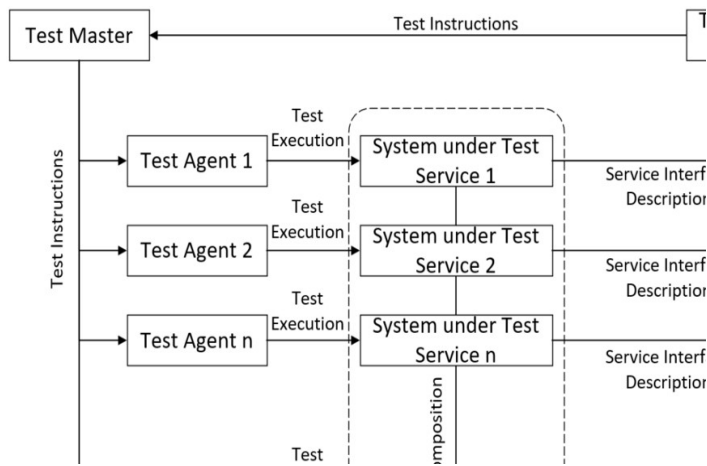 Test Master
Test Instructions
Test Instructions
Test Agent 1
Test
Execution
System under Test
Service 1
Service Interf
Description
Test Agent 2
Test
Execution
System under Test
Service 2
Service Interf
Description
Test Agent n
Test
Execution
System under Test
Service n
Service Interf
Description
omposition
Test